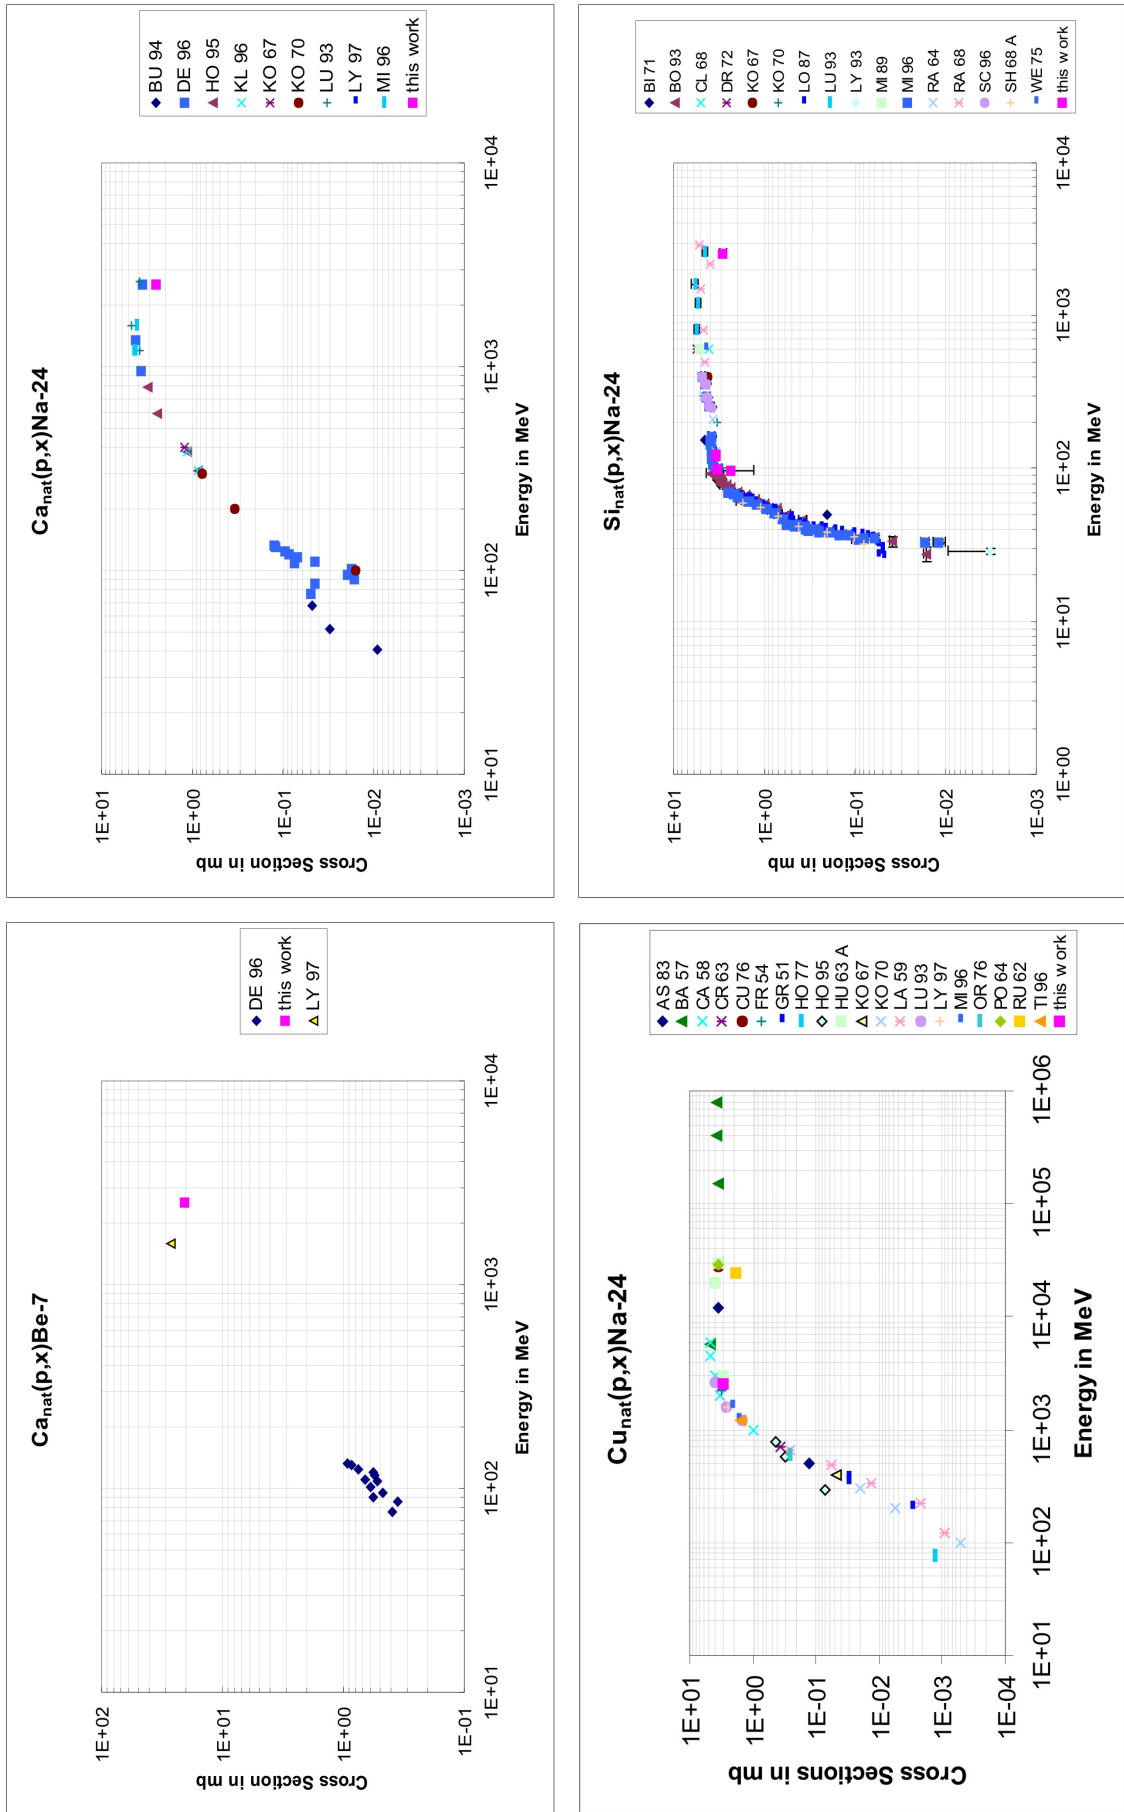 Ca nat(p,x)Be-7
1E+02
1E+01
1E+00
1E-01
Cross Section in mb
1E+01
1E+02
1E+03
1E+04
Energy in MeV
DE 96
this work
LY 97
Ca nat(p,x)Na-24
1E+01
1E+00
1E-01
1E-02
1E-03
Cross Section in mb
1E+01
1E+02
1E+03
1E+04
Energy in MeV
BU 94
DE 96
HO 95
KL 96
KO 67
KO 70
LU 93
LY 97
MI 96
this work
Cu nat(p,x)Na-24
1E+01
1E+00
1E-01
1E-02
1E-03
1E-04
Cross Sections in mb
1E+01
1E+02
1E+03
1E+04
1E+05
1E+06
Energy in MeV
AS 83
BA 57
CA 58
CR 63
CU 76
FR 54
GR 51
HO 77
HO 95
HU 63 A
KO 67
KO 70
LA 59
LU 93
LY 97
MI 96
OR 76
PO 64
RU 62
TI 96
this work
Si nat(p,x)Na-24
1E+01
1E+00
1E-01
1E-02
1E-03
Cross Section in mb
1E+00
1E+01
1E+02
1E+03
1E+04
Energy in MeV
BI 71
BO 93
CL 68
DR 72
KO 67
KO 70
LO 87
LU 93
LY 93
MI 89
MI 96
RA 64
RA 68
SC 96
SH 68 A
WE 75
this work